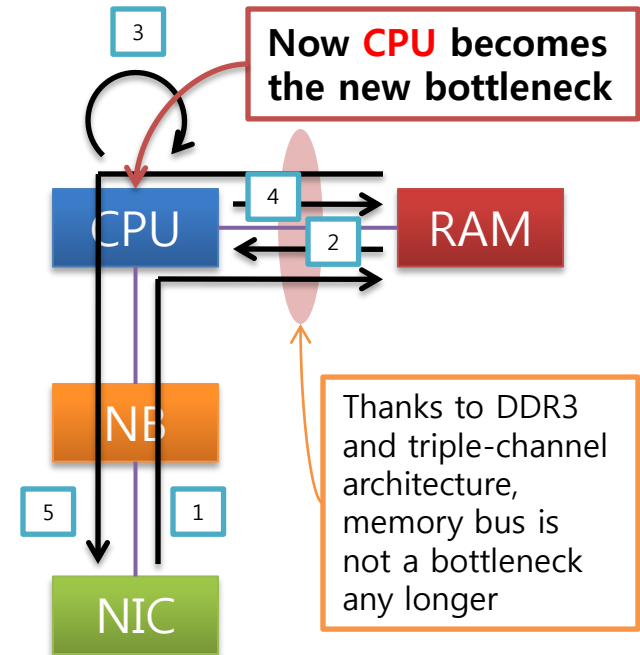 3
Now CPU becomes
the new bottleneck
4
CPU
RAM
2
NB
Thanks to DDR3
and triple-channel
architecture,
memory bus is
not a bottleneck
any longer
5
1
NIC